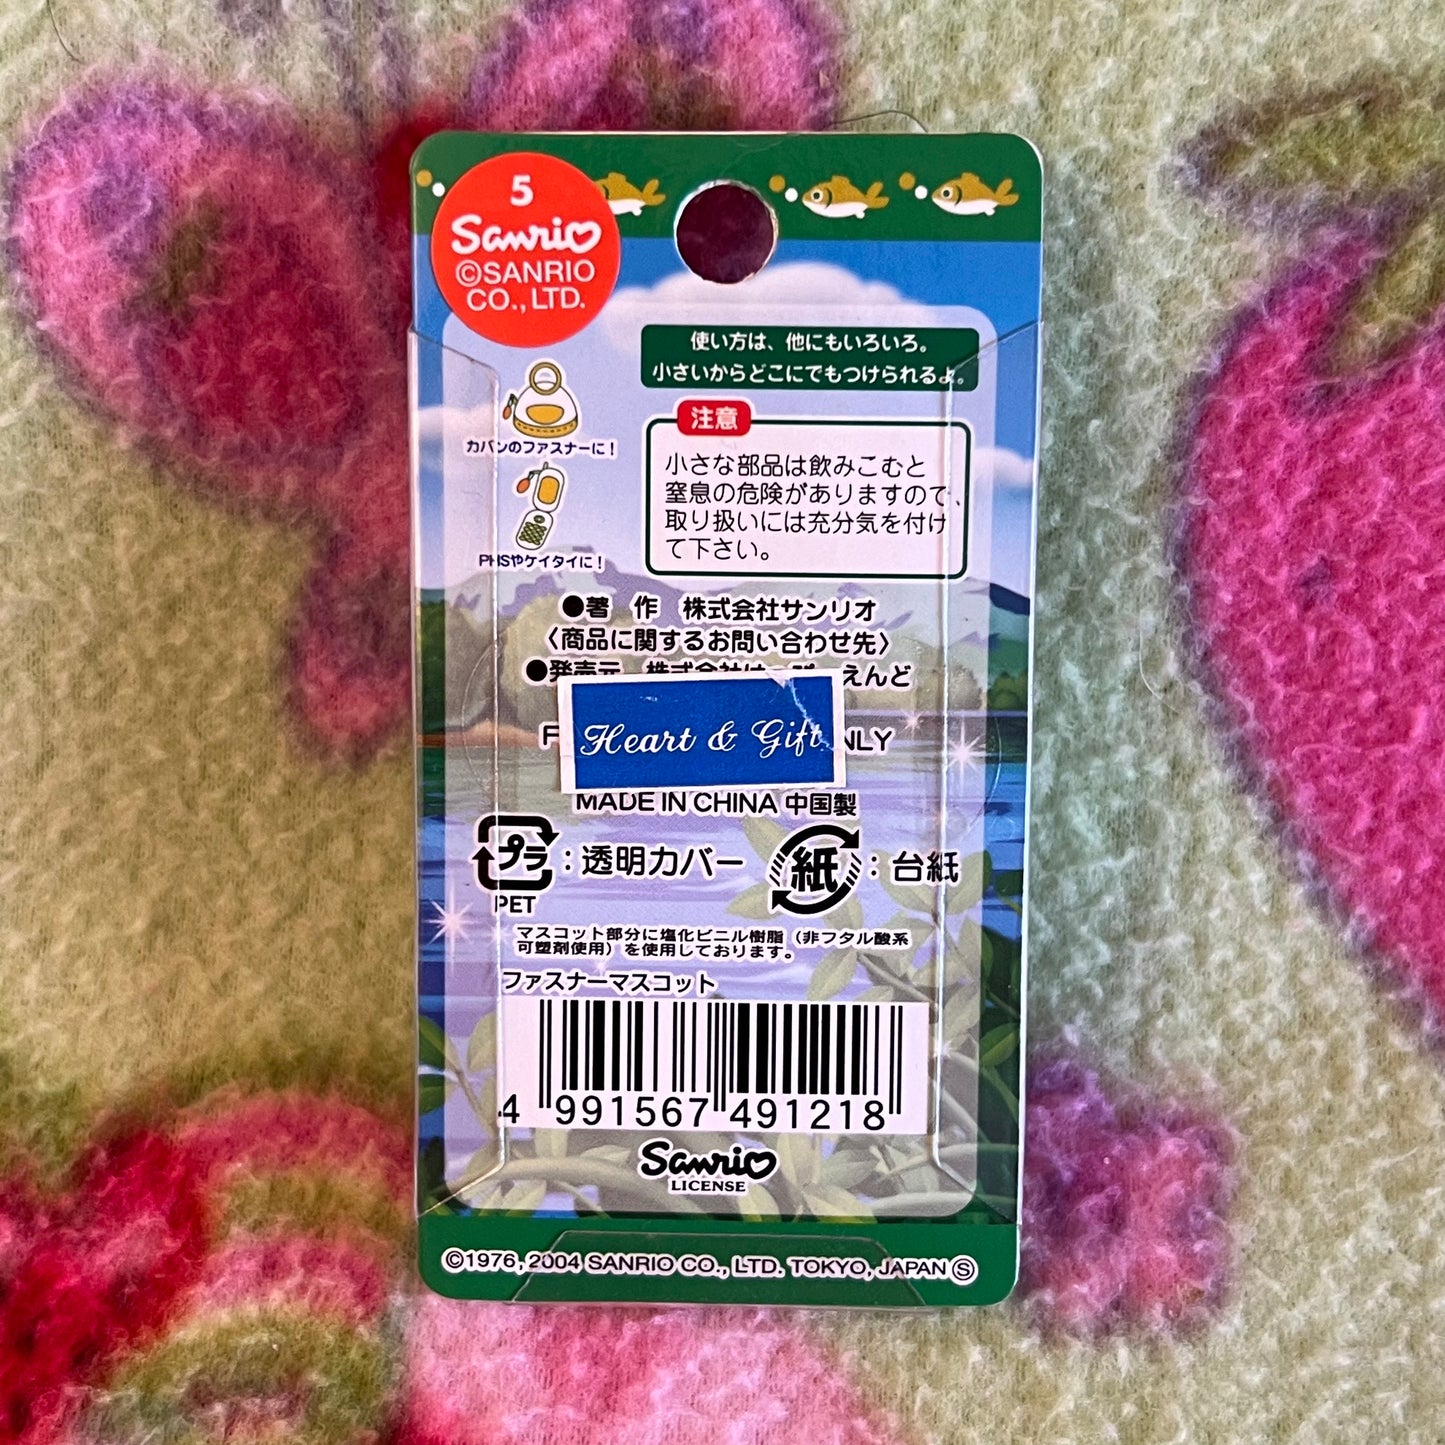 5
Sanrio
©SANRIO
CO.,LTD.
使い方は、他にもいろいろ。
小さいからどこにでもつけられるよ。
カバンのファスナーに!
PHSやケイタイに!
注意
小さな部品は飲みこむと
窒息の危険がありますので、
取り扱いには充分気を付け
て下さい。
●著 作 株式会社サンリオ
〈商品に関するお問い合わせ先〉
●発売元 株式会社 えんど
Heart & Gift
NLY
MADE IN CHINA 中国製
プラ:透明カバー 紙:台紙
PET
マスコット部分に塩化ビニル樹脂(非フタル酸系
可塑剤使用)を使用しております。
ファスナーマスコット
4 991567 491218
Sanrio
LICENSE
©1976, 2004 SANRIO CO., LTD. TOKYO, JAPAN Ⓢ